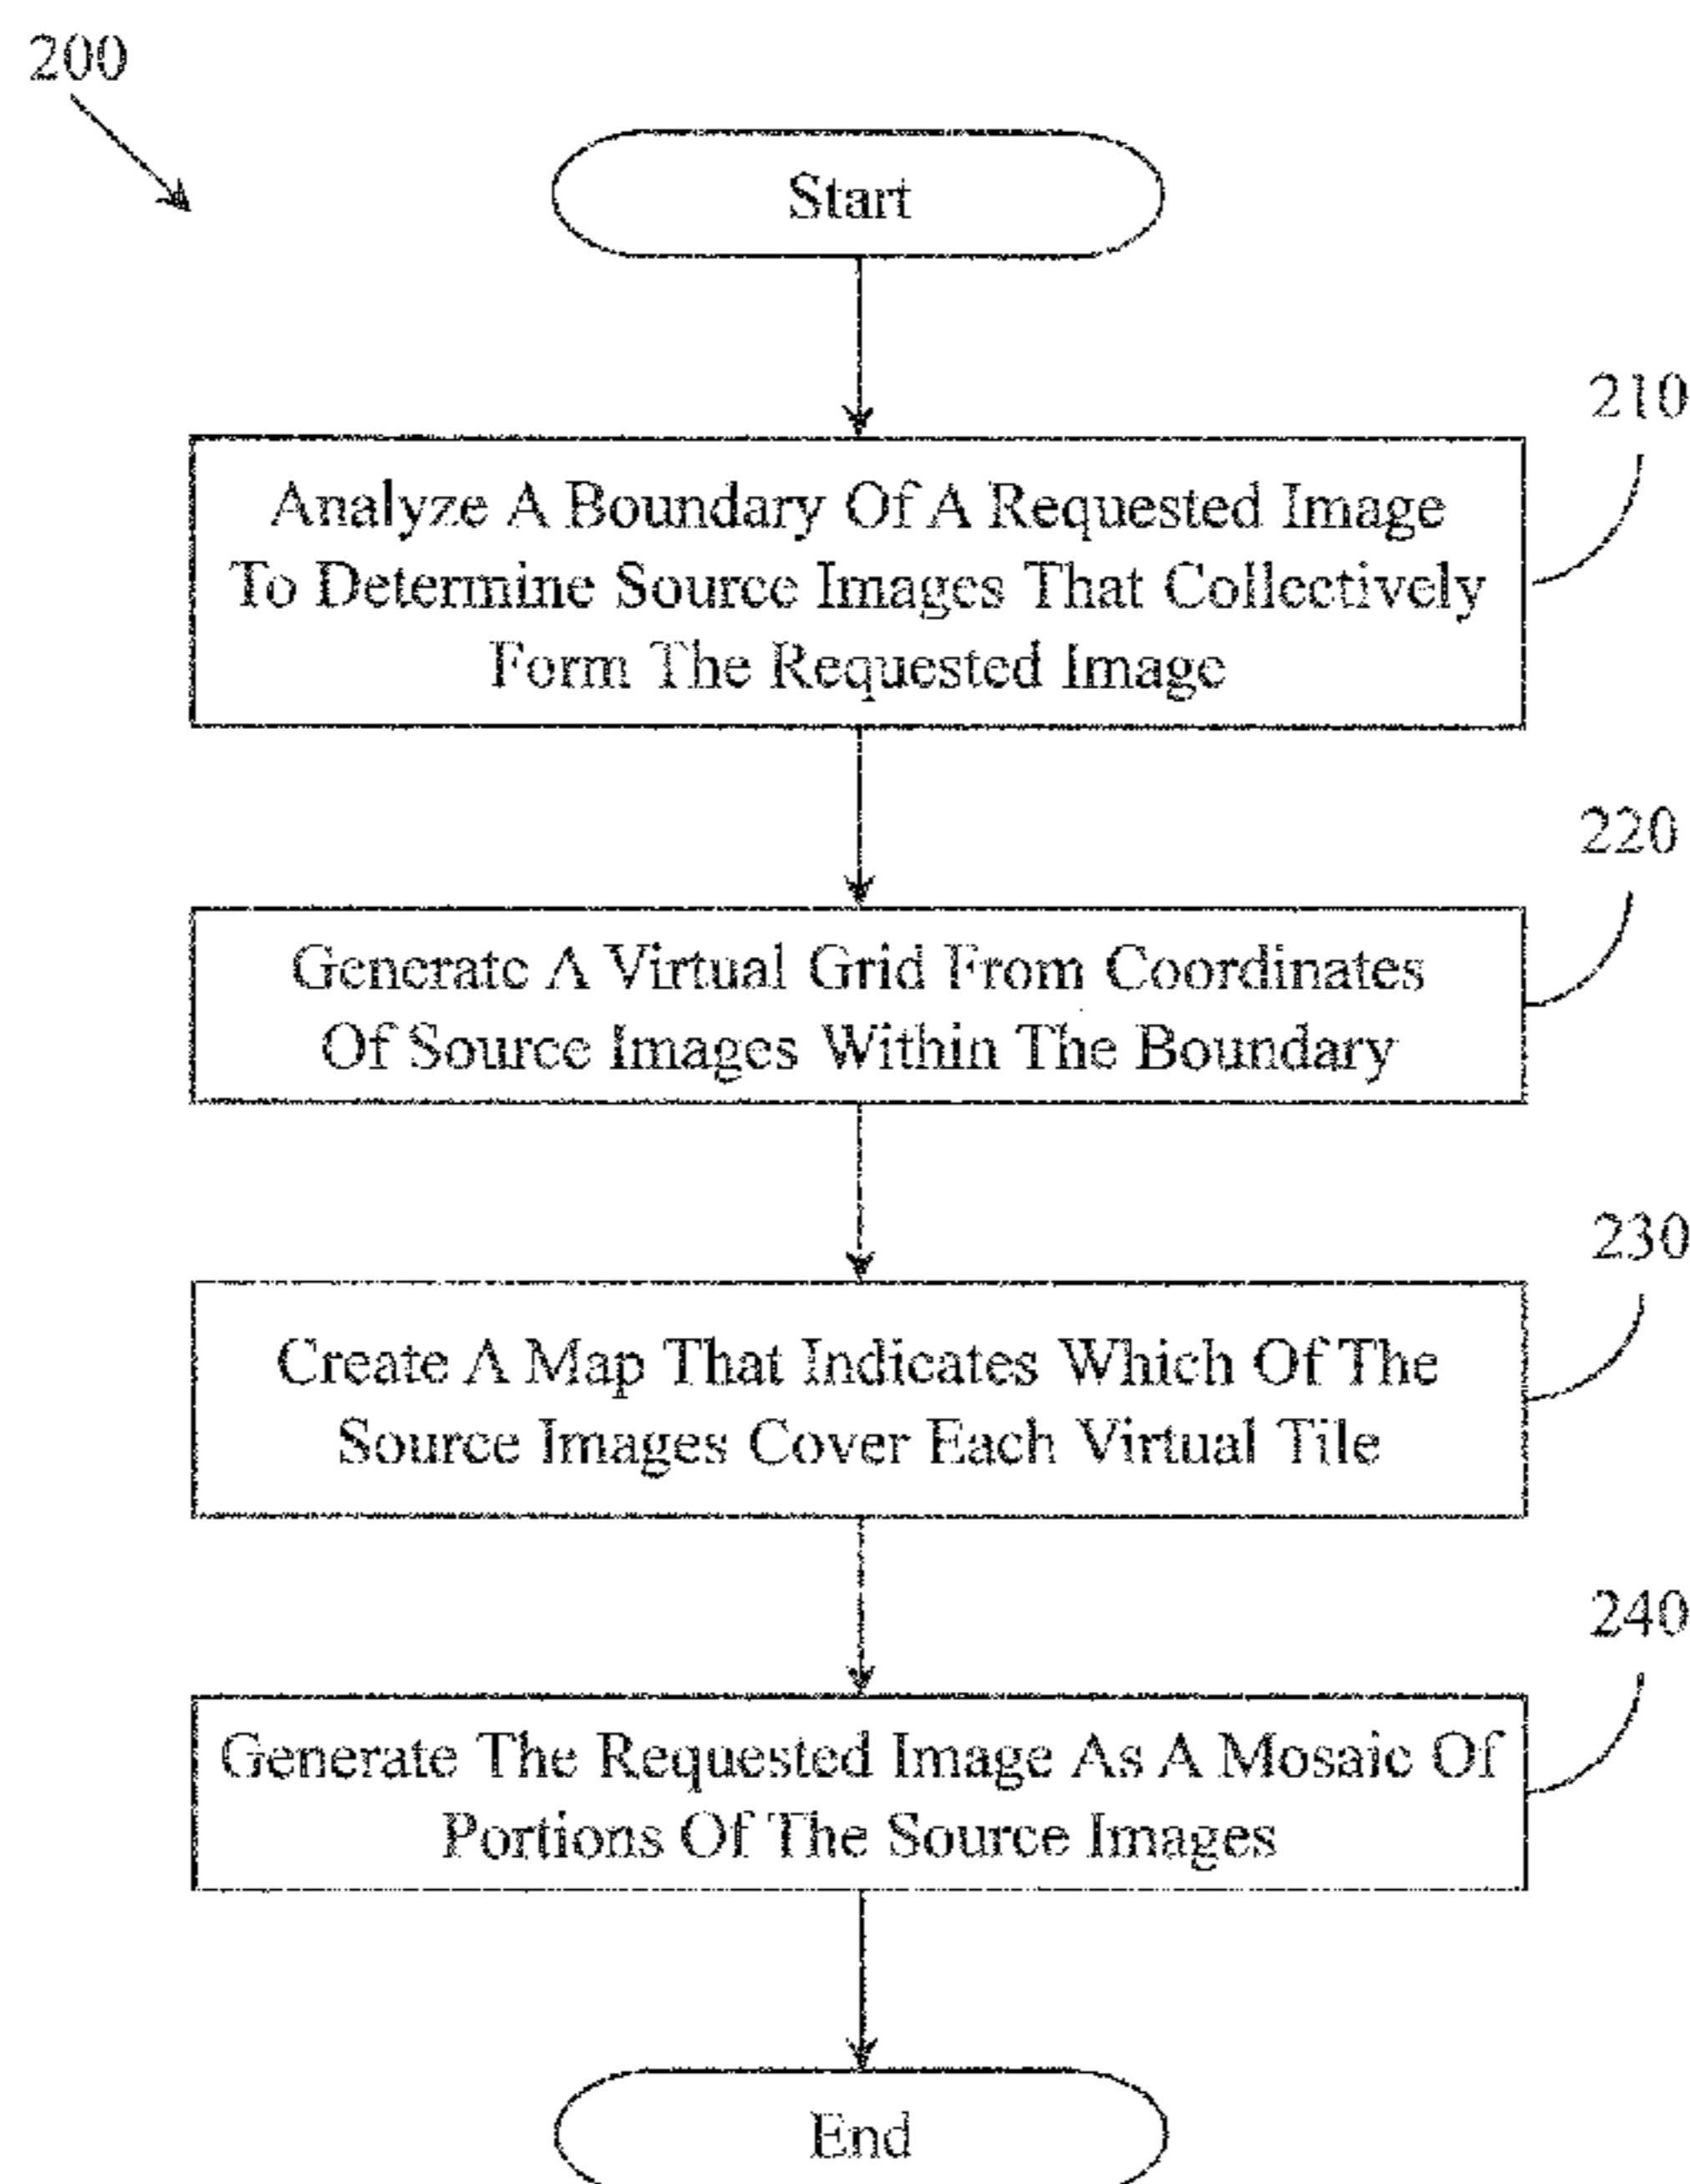 200
Start
210
Analyze A Boundary Of A Requested Image
To Determine Source Images That Collectively
Form The Requested Image
220
Generate A Virtual Grid From Coordinates
Of Source Images Within The Boundary
230
Create A Map That Indicates Which Of The
Source Images Cover Each Virtual Tile
240
Generate The Requested Image As A Mosaic Of
Portions Of The Source Images
End